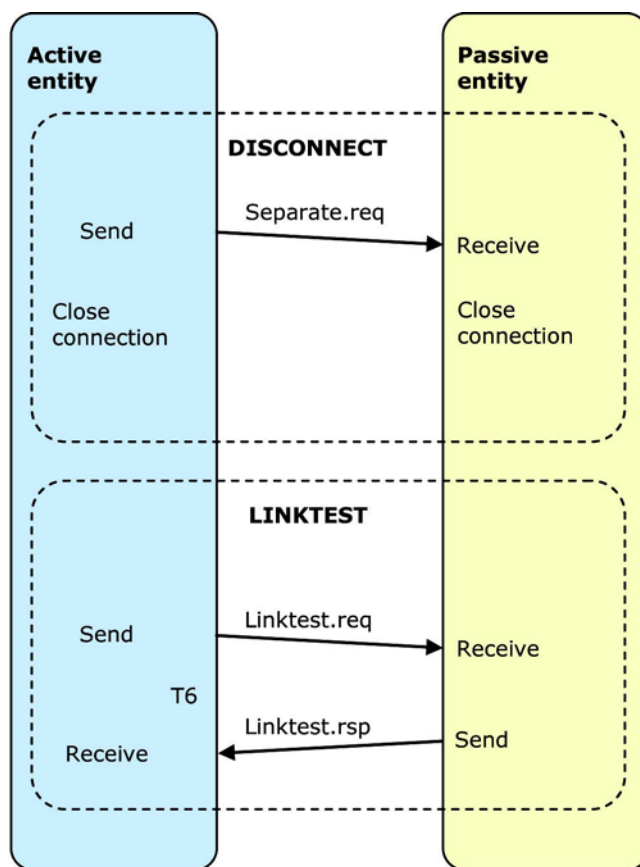 Active
entity
Passive
entity
DISCONNECT
Separate.req
Send
Receive
Close
connection
Close
connection
LINKTEST
Linktest.req
Send
Receive
T6
Linktest.rsp
Send
Receive